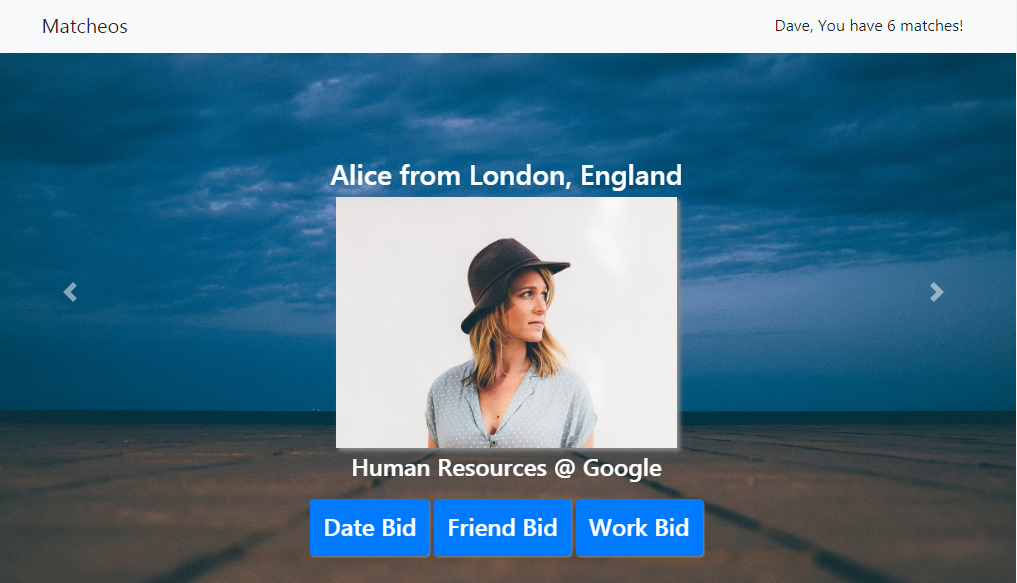 Matcheos
Dave, You have 6 matches!
Alice from London, England
Human Resources @ Google
Date Bid
Friend Bid
Work Bid